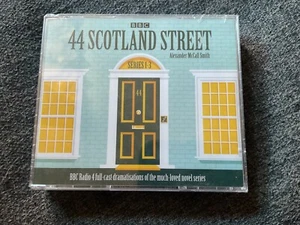 BBC
44 SCOTLAND STREET
Alexander McCall Smith
SERIES 1-3
44
BBC Radio 4 full-cast dramatisations of the much-loved novel series